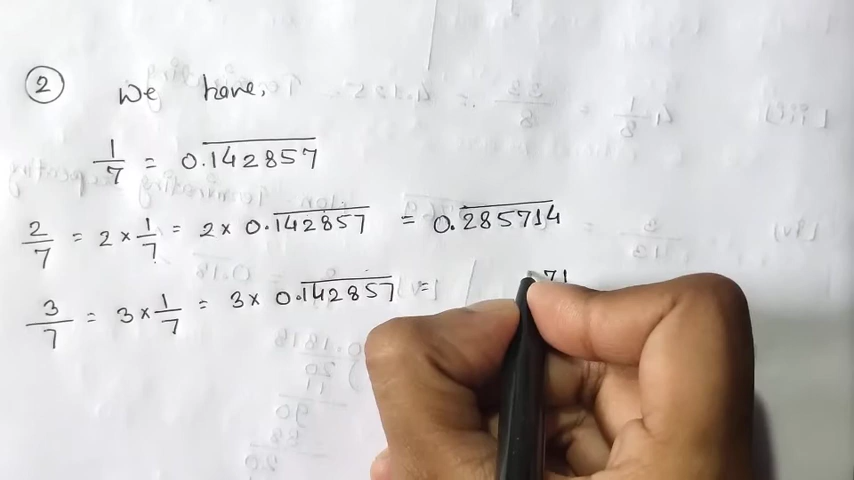 ② We have,
1/7 = 0.142857
2/7 = 2 × 1/7 = 2 × 0.142857 = 0.285714
3/7 = 3 × 1/7 = 3 × 0.142857 = 71